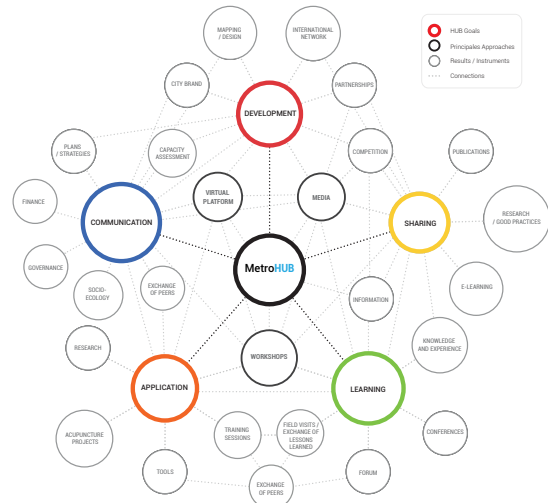 MAPPING
/ DESIGN
INTERNATIONAL
NETWORK
HUB Goals
Principales Approaches
Results / Instruments
Connections
CITY BRAND
PARTNERSHIPS
DEVELOPMENT
PLANS
/ STRATEGIES
CAPACITY
ASSESSMENT
COMPETITION
PUBLICATIONS
VIRTUAL
PLATFORM
MEDIA
FINANCE
COMMUNICATION
SHARING
RESEARCH
/ GOOD PRACTICES
GOVERNANCE
MetroHUB
SOCIO-
ECOLOGY
EXCHANGE
OF PEERS
INFORMATION
E-LEARNING
RESEARCH
WORKSHOPS
KNOWLEDGE
AND EXPERIENCE
APPLICATION
LEARNING
ACUPUNCTURE
PROJECTS
TRAINING
SESSIONS
FIELD VISITS /
EXCHANGE OF
LESSONS
LEARNED
CONFERENCES
TOOLS
EXCHANGE
OF PEERS
FORUM